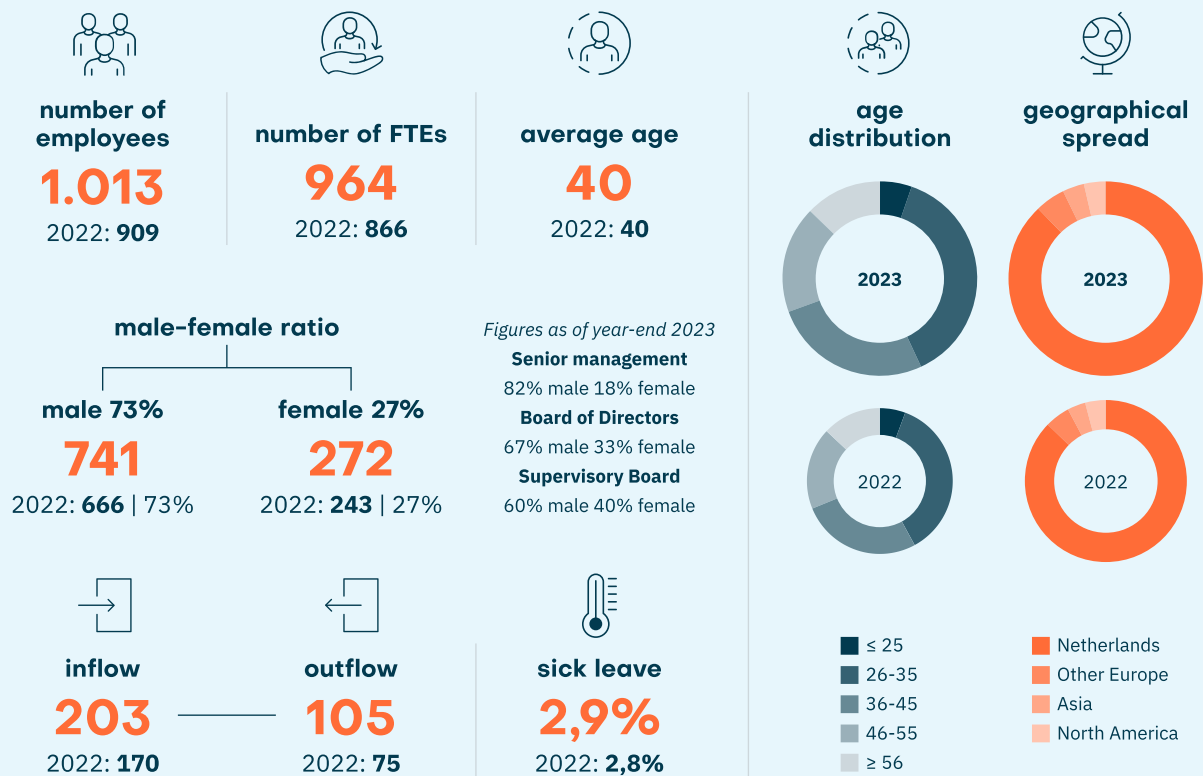 number of
employees
1.013
2022: 909
number of FTEs
964
2022: 866
average age
40
2022: 40
male-female ratio
male 73%
741
2022: 666 | 73%
female 27%
272
2022: 243 | 27%
Figures as of year-end 2023
Senior management
82% male 18% female
Board of Directors
67% male 33% female
Supervisory Board
60% male 40% female
inflow
203
2022: 170
outflow
105
2022: 75
sick leave
2,9%
2022: 2,8%
age
distribution
2023
2022
≤ 25
26-35
36-45
46-55
≥ 56
geographical
spread
2023
2022
Netherlands
Other Europe
Asia
North America